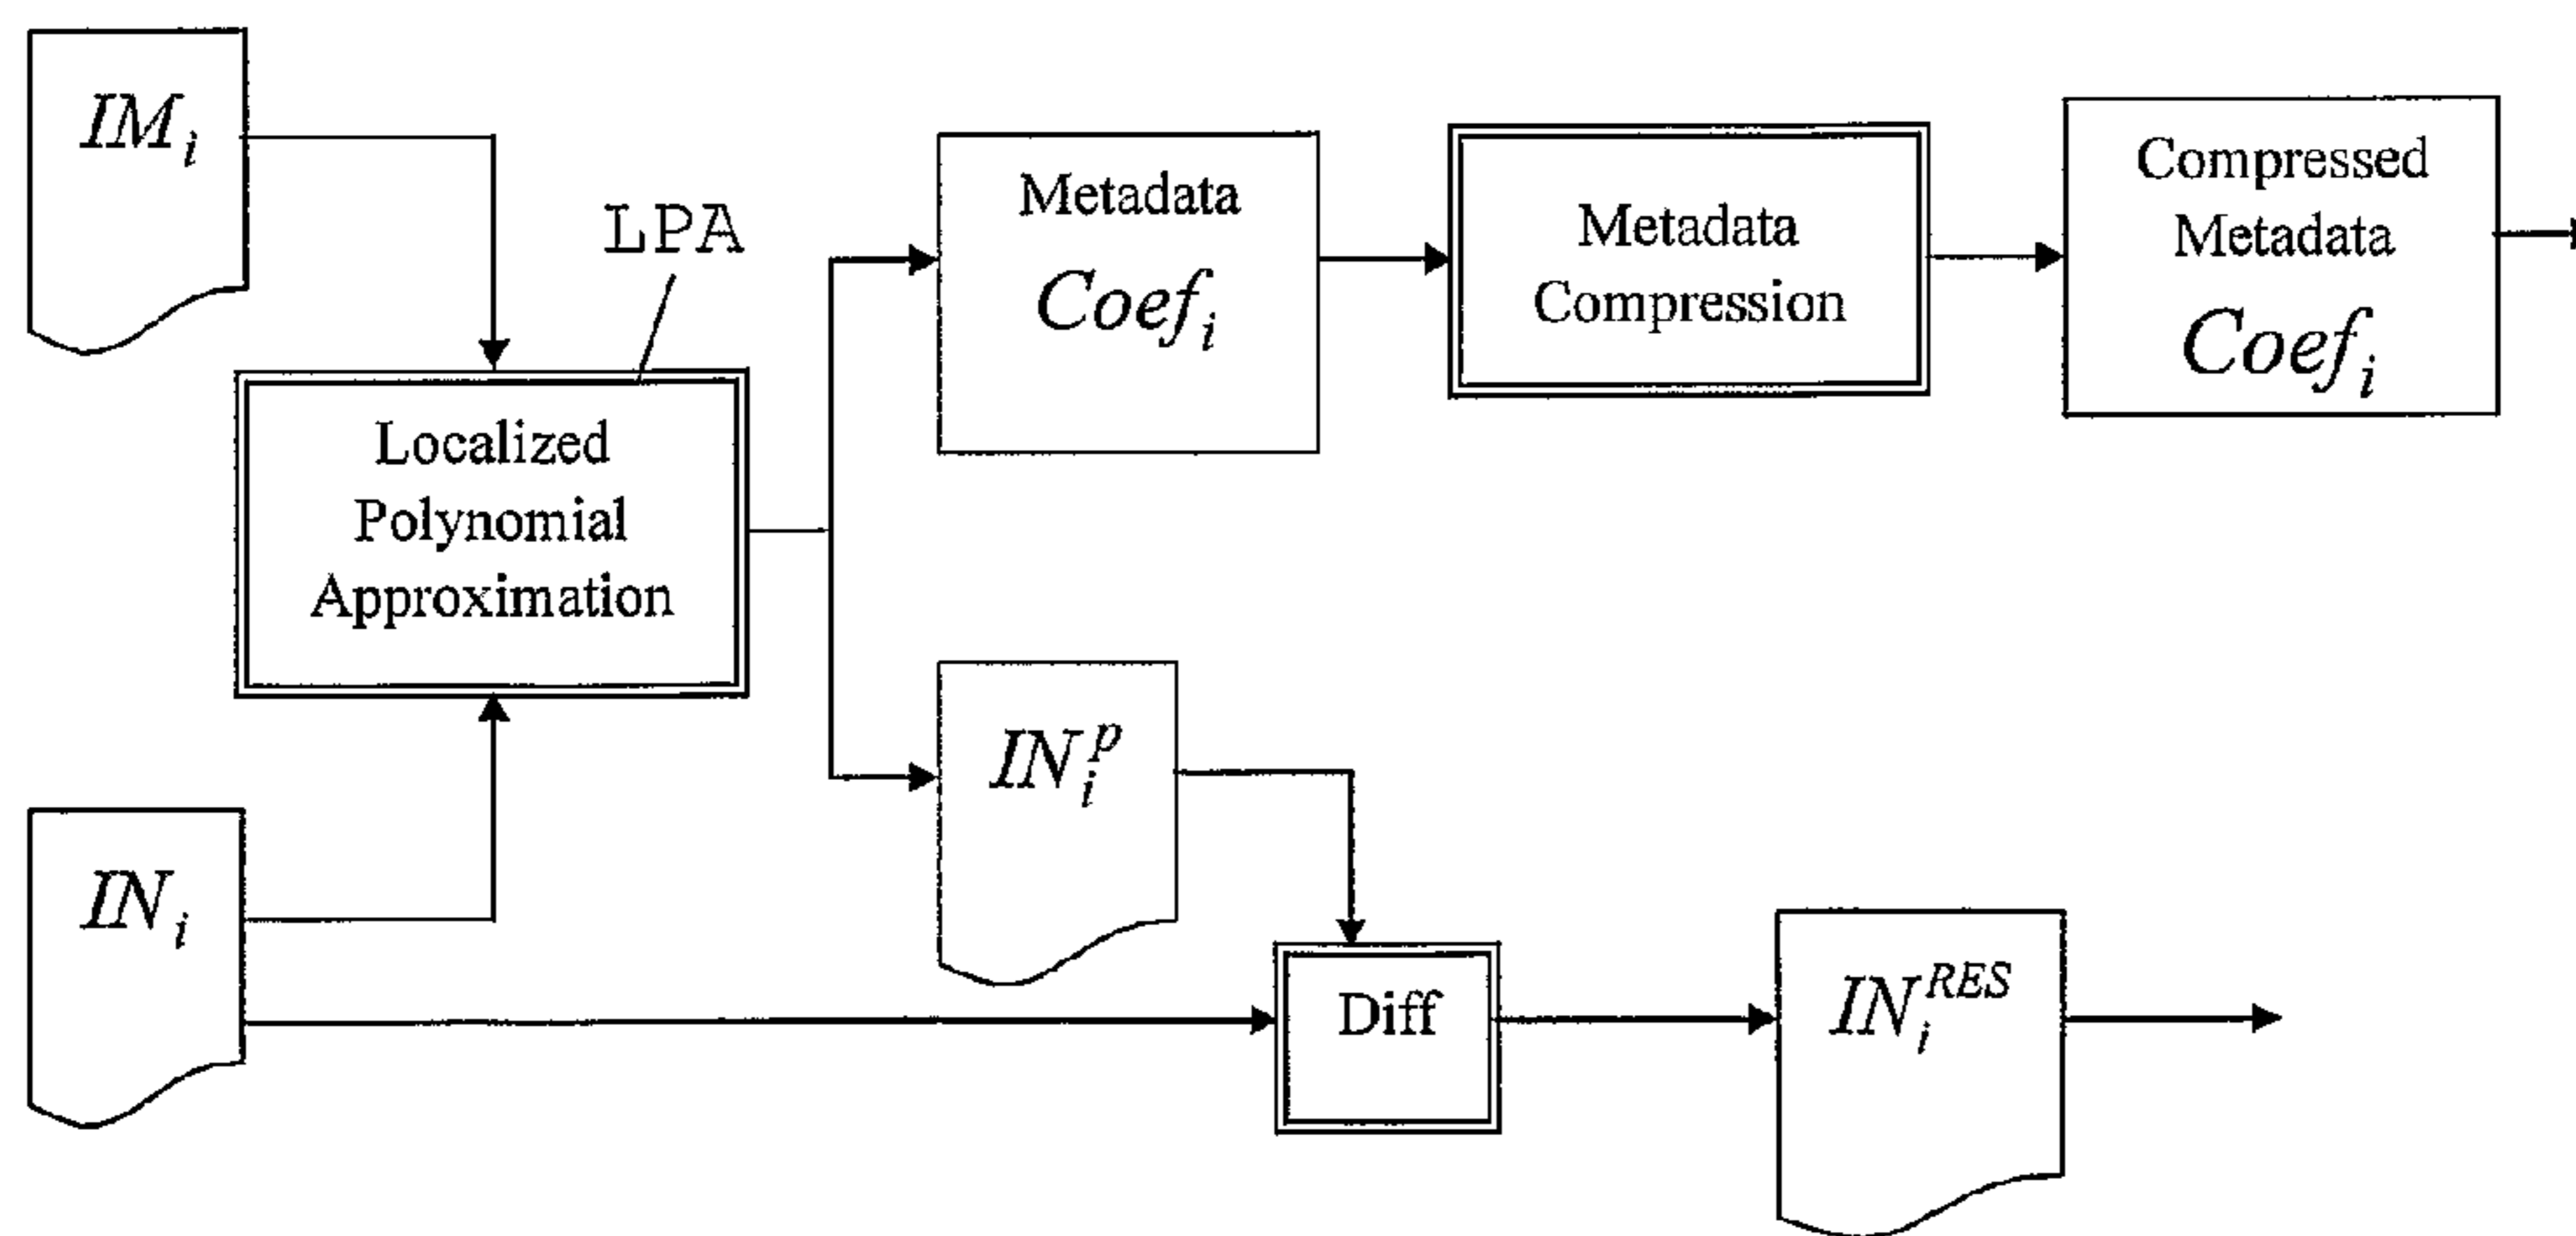 IM_i
LPA
Localized
Polynomial
Approximation
Metadata
Coef_i
Metadata
Compression
Compressed
Metadata
Coef_i
IN_i
IN_i^p
Diff
IN_i^RES